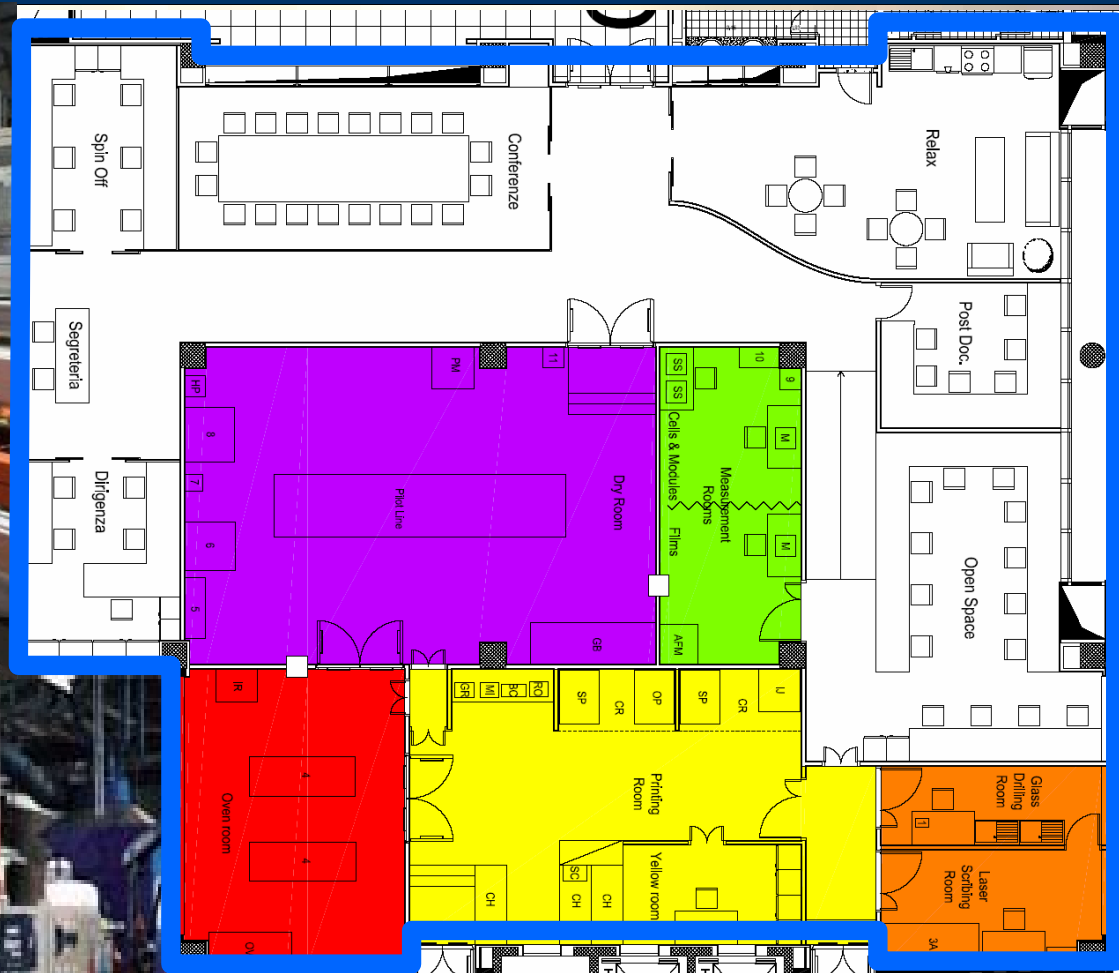 Spin Off
Conferenze
Relax
Post Doc.
Segreteria
Dirigenza
Open Space
HP
8
7
6
5
PM
11
Pilot Line
Dry Room
GB
SS
SS
10
9
M
Cells & Modules
Measurement
Rooms
Films
M
AFM
IR
4
4
Oven room
OV
GR
MI
BC
RO
SP
CR
OP
SP
CR
IJ
Printing
Room
Yellow room
CH
SC
CH
CH
Glass
Drilling
Room
1
Laser
Scribing
Room
3A